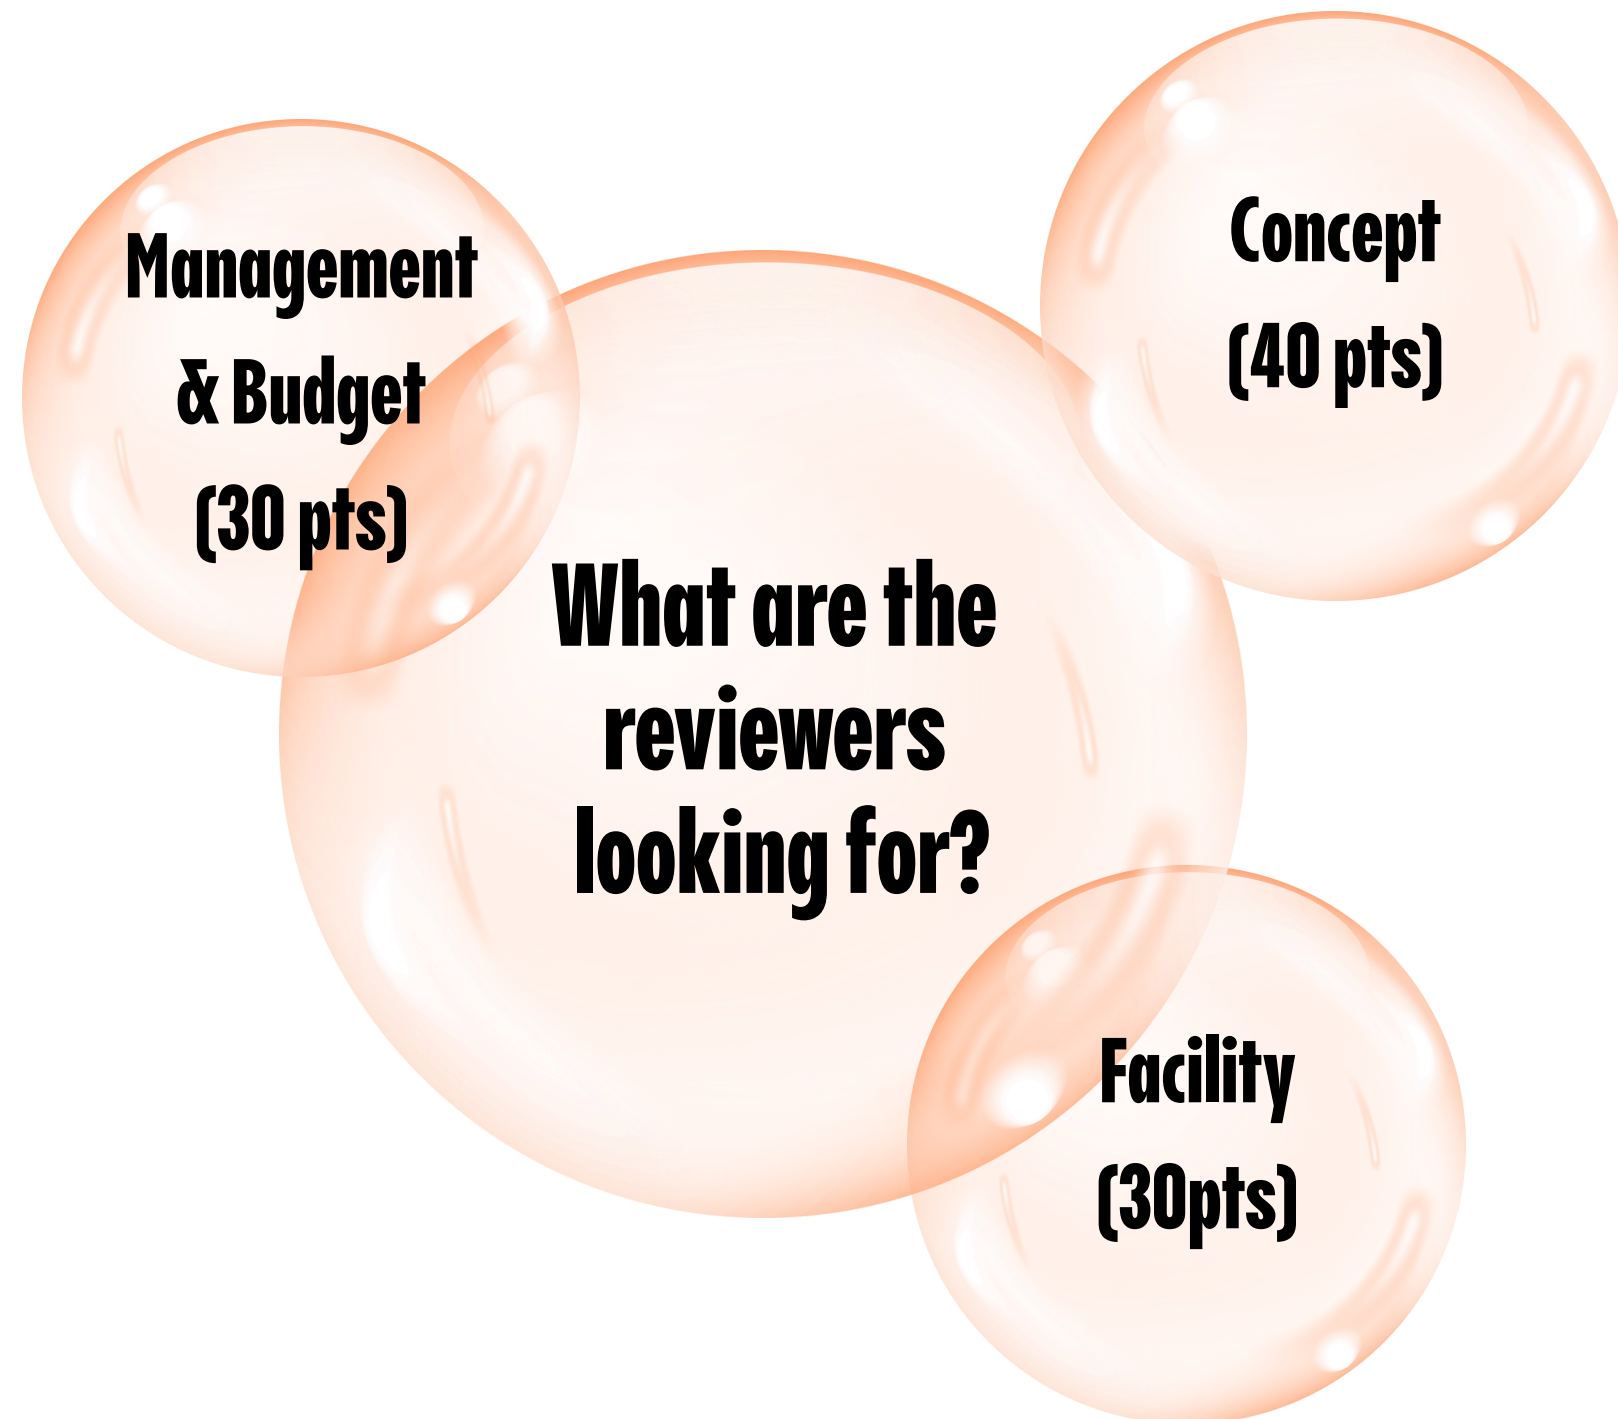 Management
& Budget
(30 pts)
Concept
(40 pts)
What are the
reviewers
looking for?
Facility
(30pts)